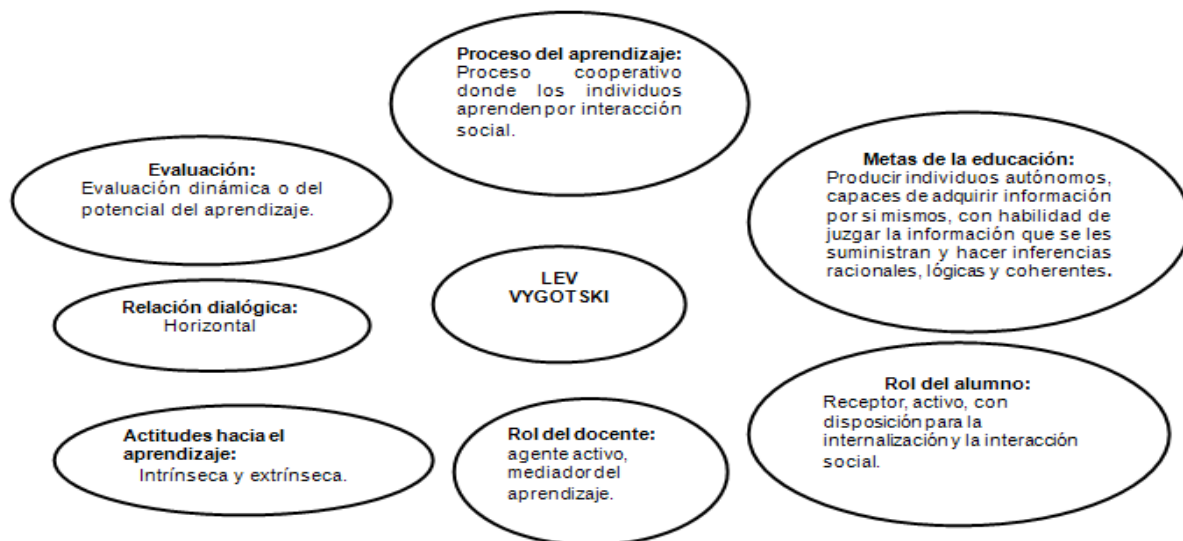 Proceso del aprendizaje:
Proceso cooperativo
donde los individuos
aprenden por interacción
social.
Evaluación:
Evaluación dinámica o del
potencial del aprendizaje.
Metas de la educación:
Producir individuos autónomos,
capaces de adquirir información
por si mismos, con habilidad de
juzgar la información que se les
suministran y hacer inferencias
racionales, lógicas y coherentes.
LEV
VYGOTSKI
Relación dialógica:
Horizontal
Rol del alumno:
Receptor, activo, con
disposición para la
internalización y la interacción
social.
Actitudes hacia el
aprendizaje:
Intrínseca y extrínseca.
Rol del docente:
agente activo,
mediador del
aprendizaje.